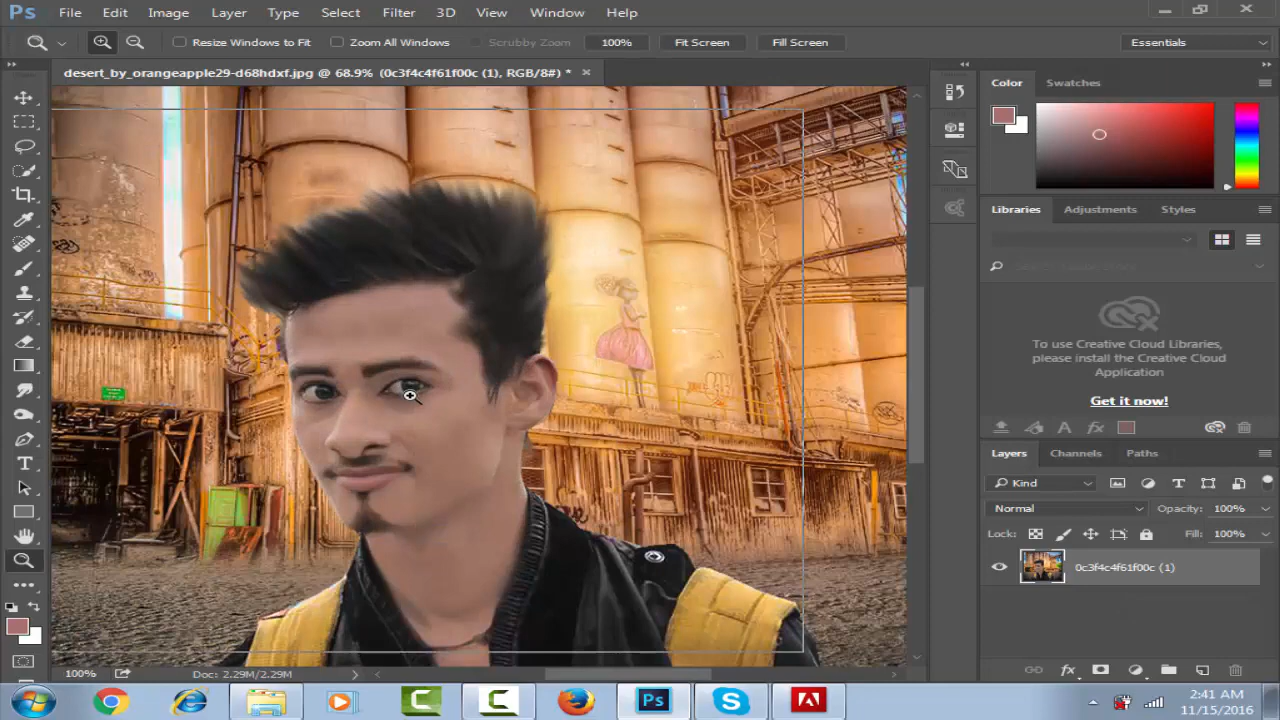 Ps File Edit Image Layer Type Select Filter 3D View Window Help
Resize Windows to Fit Zoom All Windows Scrubby Zoom 100% Fit Screen Fill Screen Essentials
desert_by_orangeapple29-d68hdxf.jpg @ 68.9% (0c3f4c4f61f00c (1), RGB/8#) *
Color Swatches
Libraries Adjustments Styles
To use Creative Cloud Libraries,
please install the Creative Cloud
Application
Get it now!
Layers Channels Paths
Kind
Normal Opacity: 100%
Lock: Fill: 100%
0c3f4c4f61f00c (1)
100% Doc: 2.29M/2.29M
Ps
2:41 AM
11/15/2016